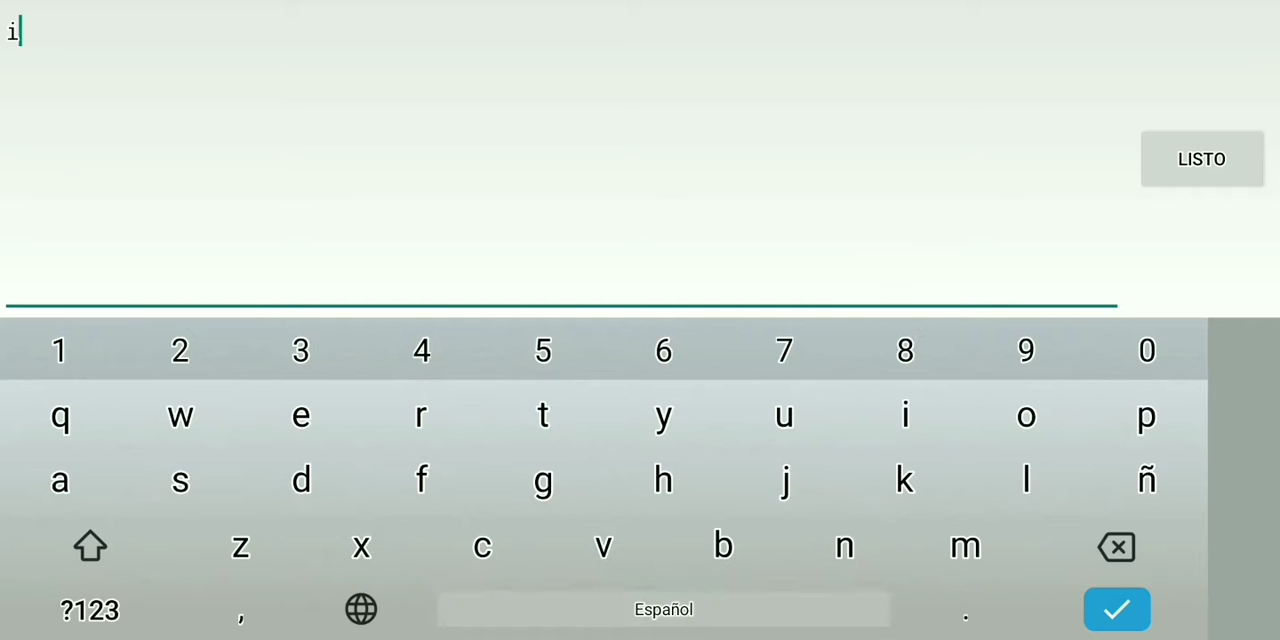 i
LISTO
1 2 3 4 5 6 7 8 9 0
q w e r t y u i o p
a s d f g h j k l ñ
z x c v b n m
?123 , Español .